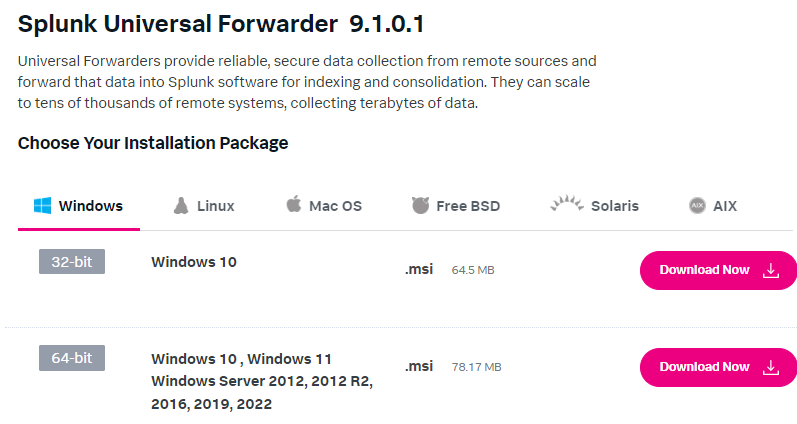 Splunk Universal Forwarder 9.1.0.1
Universal Forwarders provide reliable, secure data collection from remote sources and
forward that data into Splunk software for indexing and consolidation. They can scale
to tens of thousands of remote systems, collecting terabytes of data.
Choose Your Installation Package
Windows Linux Mac OS Free BSD Solaris AIX AIX
32-bit Windows 10 .msi 64.5 MB Download Now
64-bit Windows 10 , Windows 11 .msi 78.17 MB Download Now
Windows Server 2012, 2012 R2,
2016, 2019, 2022